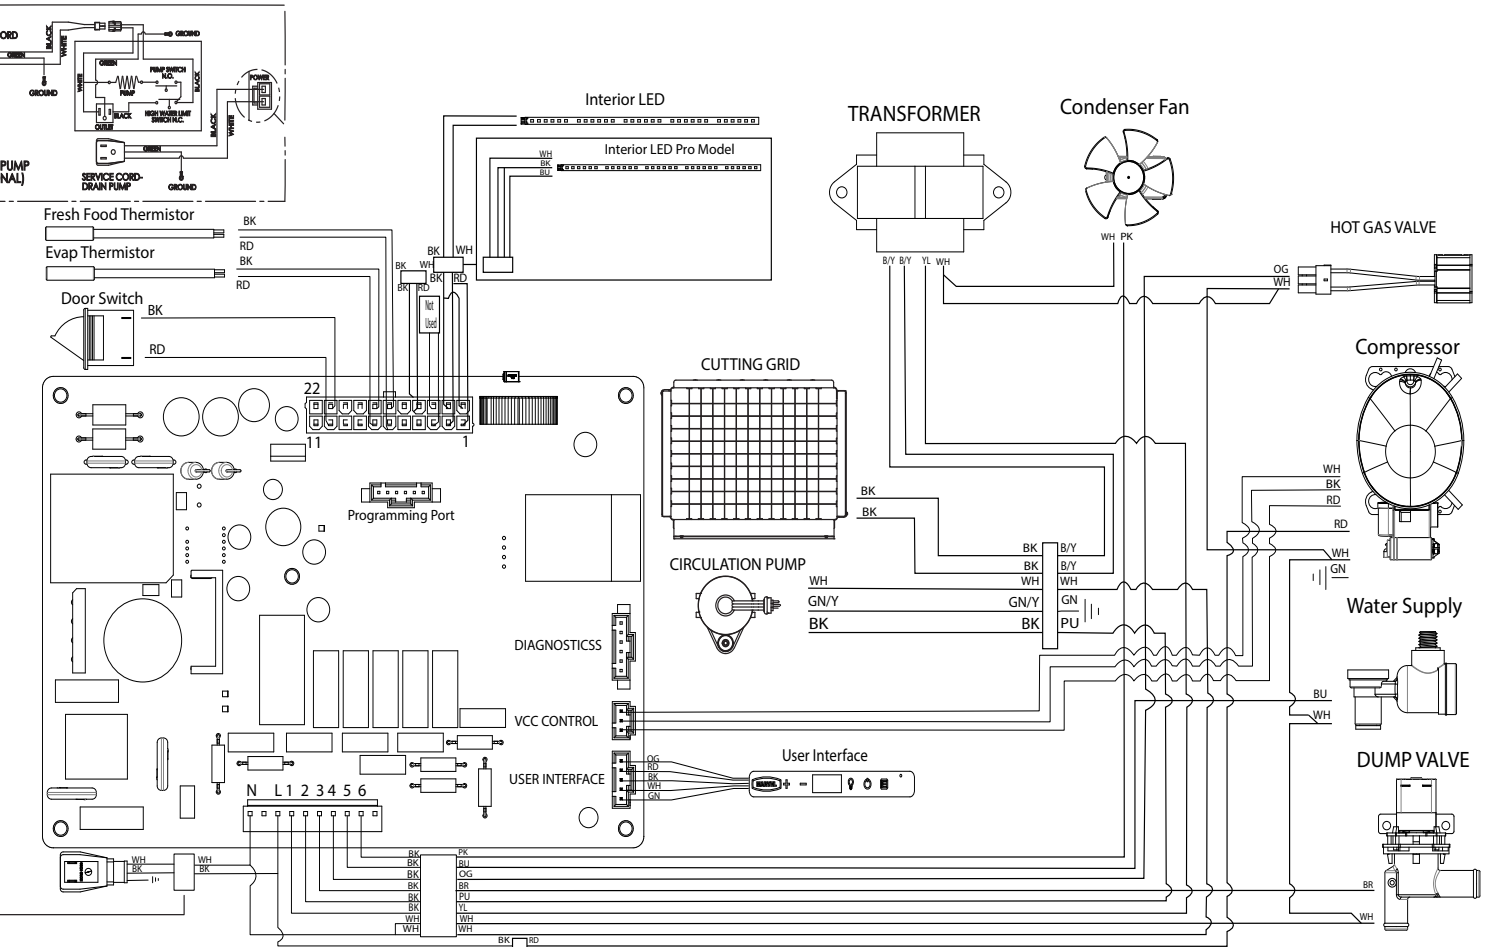 ORD
BLACK
WHITE
GREEN
GROUND
GROUND
GREEN
WHITE
PUMP SWITCH
N.O.
PUMP
BLACK
BLACK
OUTLET
HIGH WATER LIMIT
SWITCH N.C.
POWER
BLACK
WHITE
GREEN
PUMP
NAL)
SERVICE CORD-
DRAIN PUMP
GROUND
Fresh Food Thermistor
BK
RD
Evap Thermistor
BK
RD
Door Switch
BK
RD
Interior LED
Interior LED Pro Model
WH
BK
BU
BK
WH
BK
WH
BK
RD
BK
RD
Not
Used
TRANSFORMER
B/Y
B/Y
YL
WH
Condenser Fan
WH
PK
HOT GAS VALVE
OG
WH
Compressor
WH
BK
RD
RD
WH
GN
CUTTING GRID
BK
BK
CIRCULATION PUMP
WH
GN/Y
BK
BK
B/Y
BK
B/Y
WH
WH
GN/Y
GN
BK
PU
Water Supply
BU
WH
DUMP VALVE
BR
WH
22
11
1
Programming Port
DIAGNOSTICSS
VCC CONTROL
USER INTERFACE
OG
RD
BK
WH
GN
User Interface
N L 1 2 3 4 5 6
WH
BK
WH
BK
BK PK
BK BU
BK OG
BK BR
BK PU
BK YL
WH WH
WH WH
BK RD